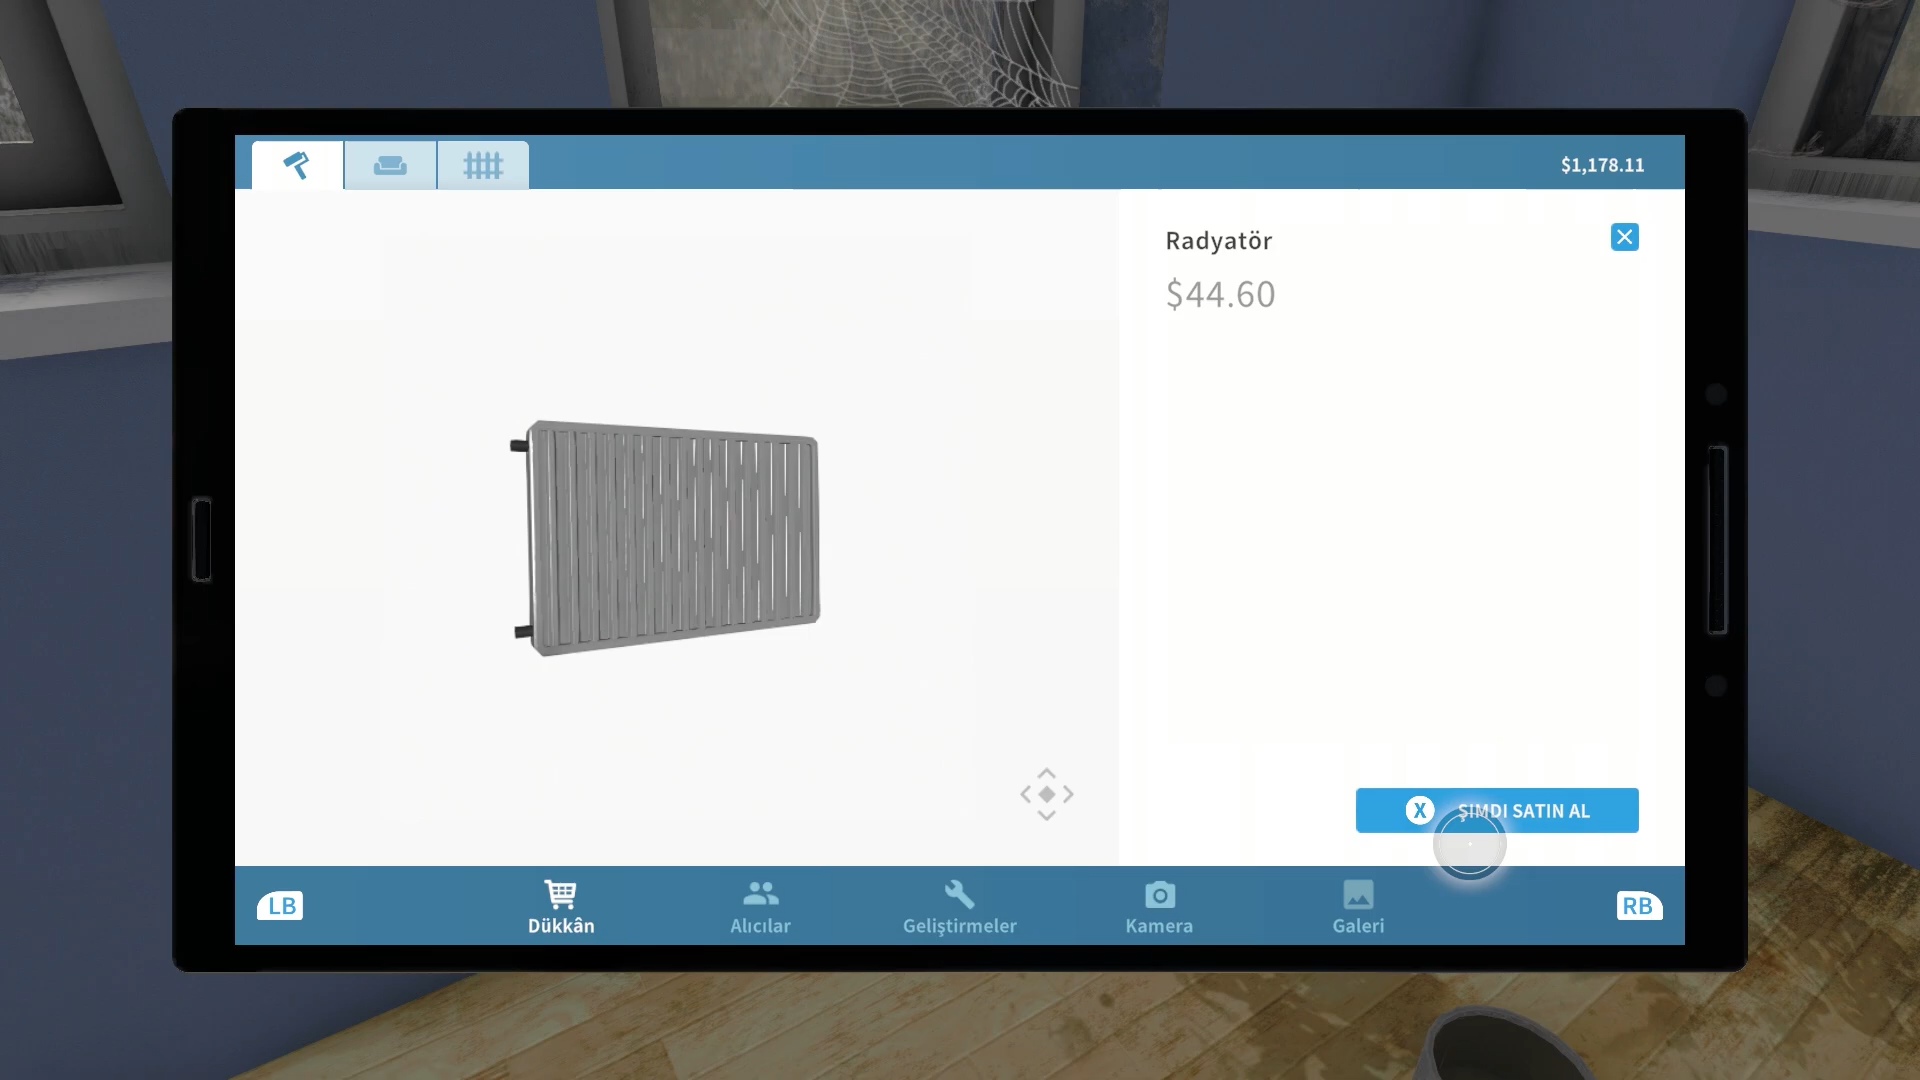 $1,178.11
Radyatör
$44.60
X ŞIMDI SATIN AL
LB
Dükkân
Alıcılar
Geliştirmeler
Kamera
Galeri
RB